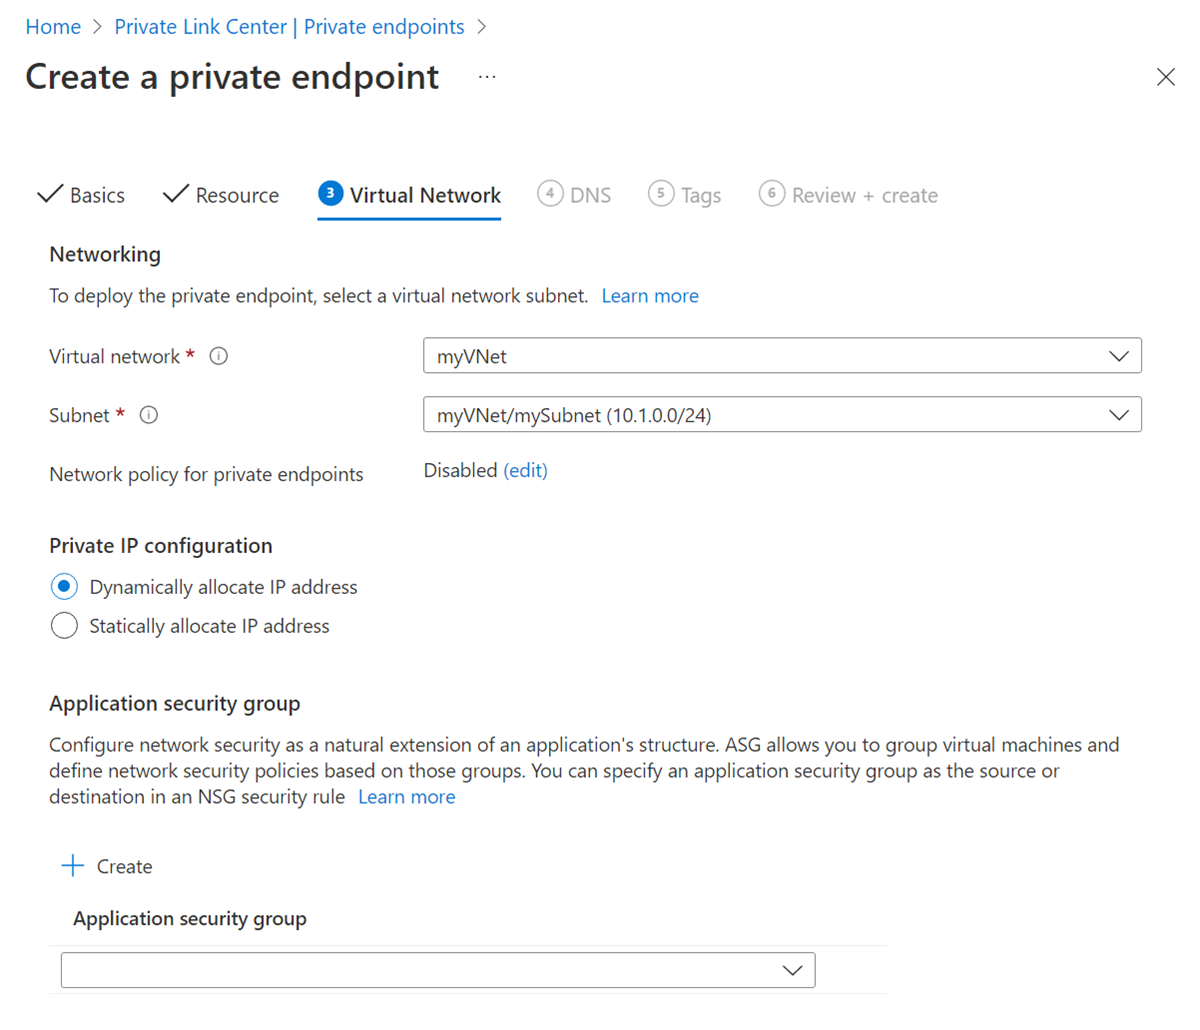 Home > Private Link Center | Private endpoints >
Create a private endpoint ...
Basics Resource 3 Virtual Network 4 DNS 5 Tags 6 Review + create
Networking
To deploy the private endpoint, select a virtual network subnet. Learn more
Virtual network * myVNet
Subnet * myVNet/mySubnet (10.1.0.0/24)
Network policy for private endpoints Disabled (edit)
Private IP configuration
Dynamically allocate IP address
Statically allocate IP address
Application security group
Configure network security as a natural extension of an application's structure. ASG allows you to group virtual machines and
define network security policies based on those groups. You can specify an application security group as the source or
destination in an NSG security rule Learn more
+ Create
Application security group